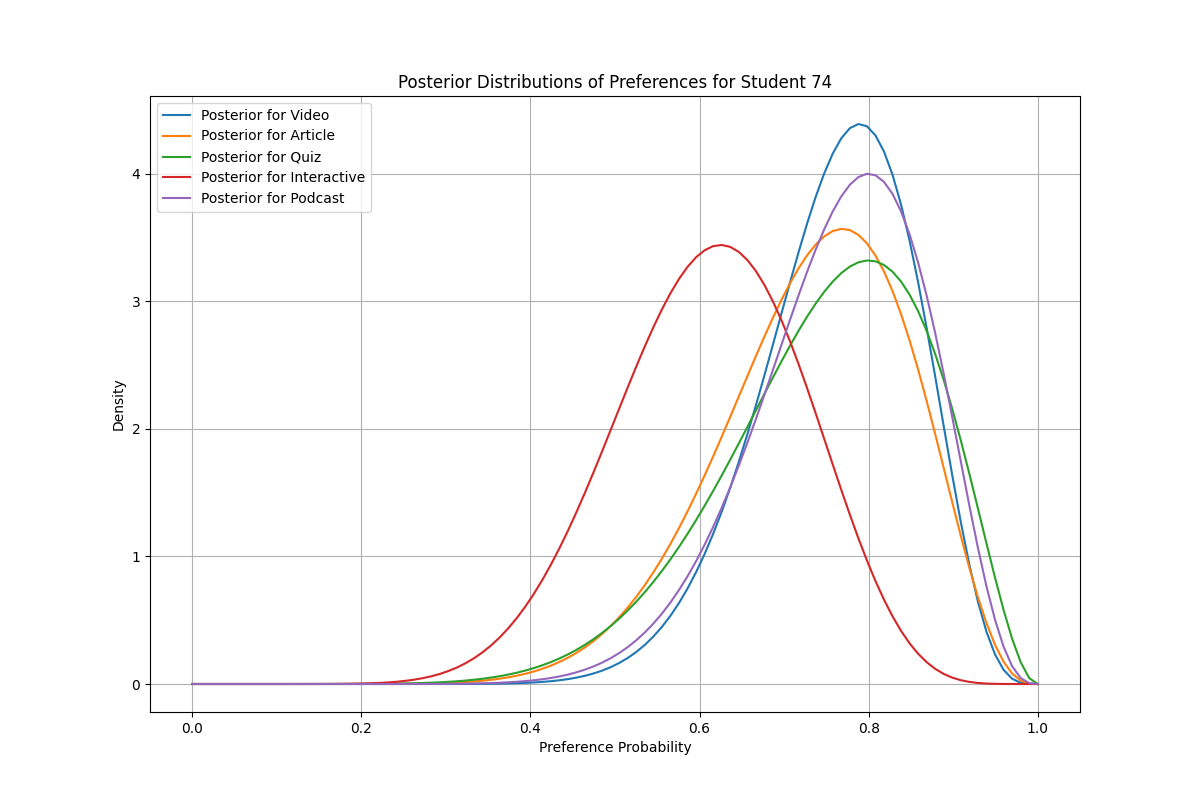 Posterior Distributions of Preferences for Student 74
Posterior for Video
Posterior for Article
Posterior for Quiz
Posterior for Interactive
Posterior for Podcast
4
3
2
1
0
Density
0.0 0.2 0.4 0.6 0.8 1.0
Preference Probability